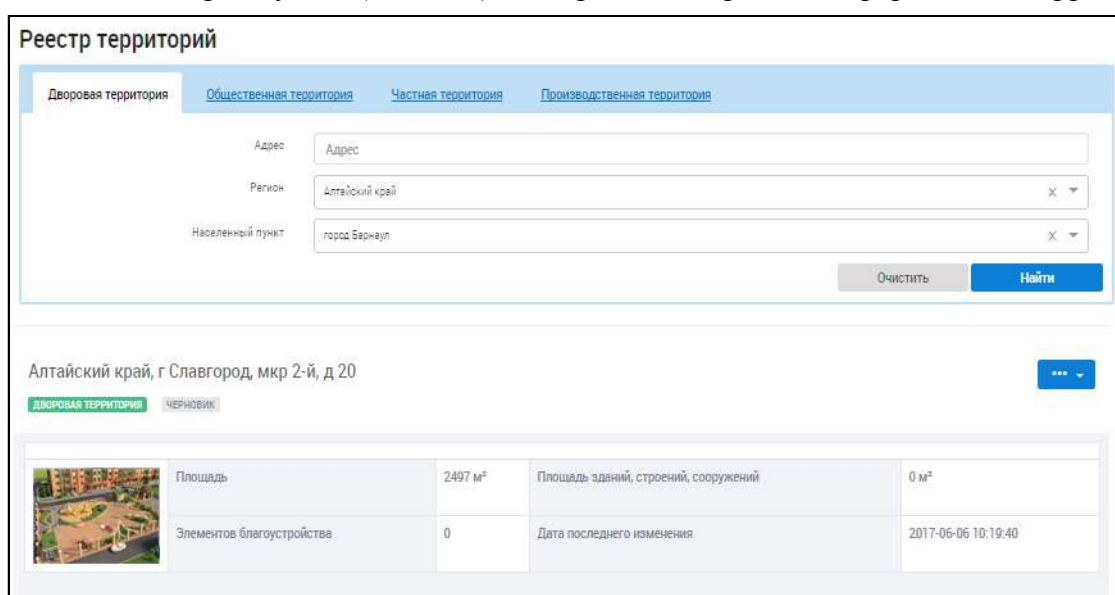 Реестр территорий
Дворовая территория Общественная территория Частная территория Производственная территория
Адрес Адрес
Регион Алтайский край x
Населенный пункт город Барнаул x
Очистить Найти
Алтайский край, г Славгород, мкр 2-й, д 20
•••
ДВОРОВАЯ ТЕРРИТОРИЯ ЧЕРНОВИК
Площадь 2497 м² Площадь зданий, строений, сооружений 0 м²
Элементов благоустройства 0 Дата последнего изменения 2017-06-06 10:19:40